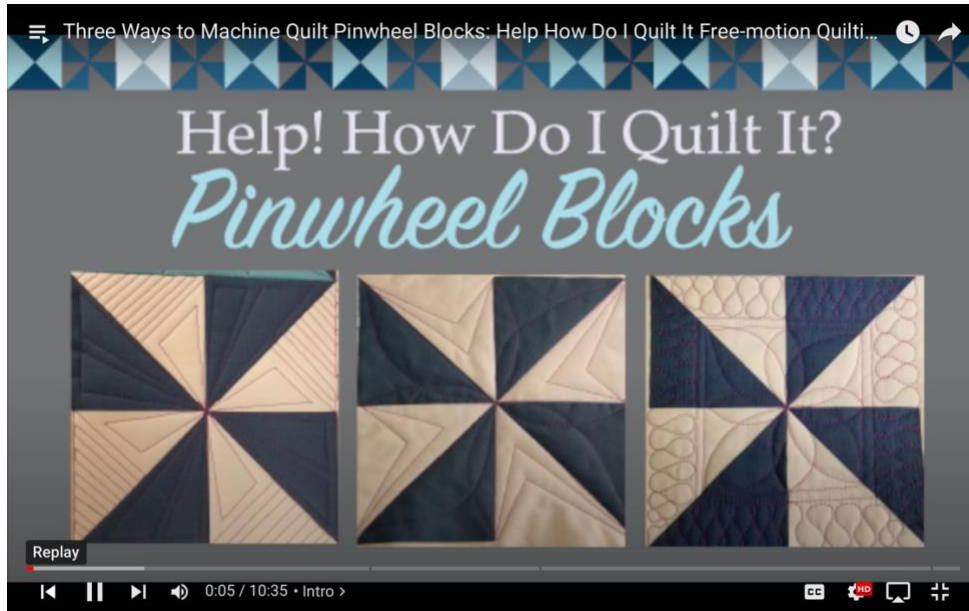 Three Ways to Machine Quilt Pinwheel Blocks: Help How Do I Quilt It Free-motion Quilti...
Help! How Do I Quilt It?
Pinwheel Blocks
Replay
0:05 / 10:35 • Intro >
CC
HD